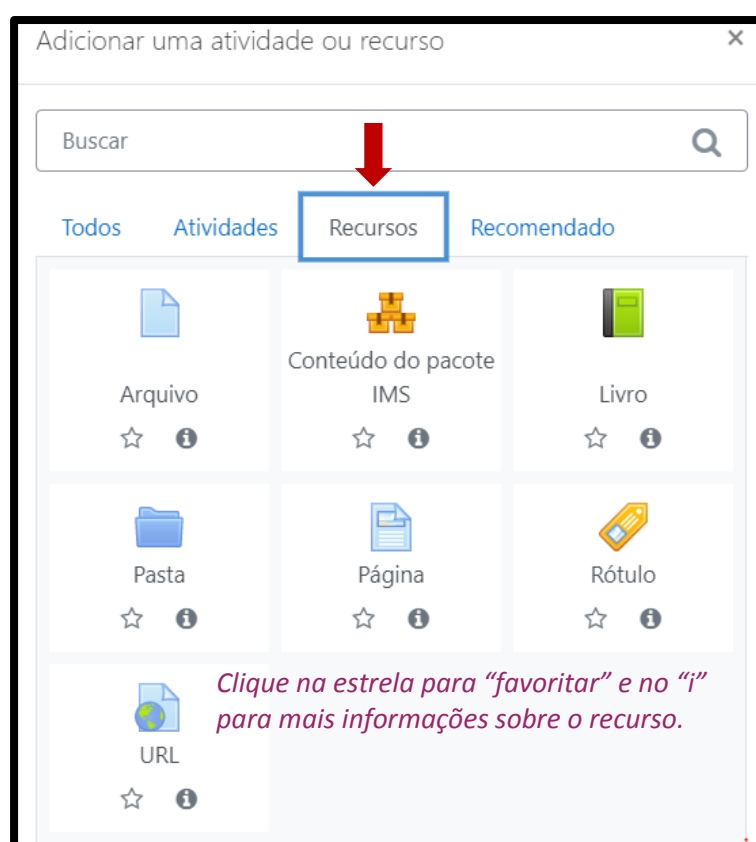 Adicionar uma atividade ou recurso ×
Buscar
Todos Atividades Recursos Recomendado
Arquivo
Conteúdo do pacote
IMS
Livro
Pasta
Página
Rótulo
Clique na estrela para “favoritar” e no “i”
para mais informações sobre o recurso.
URL